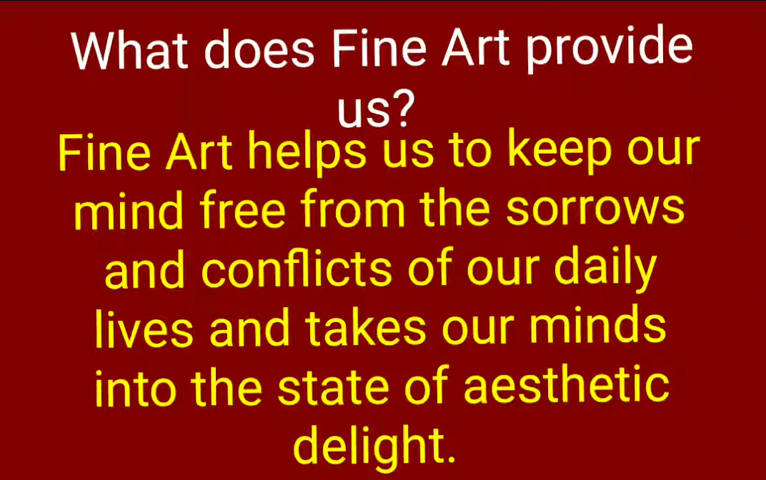 What does Fine Art provide
us?
Fine Art helps us to keep our
mind free from the sorrows
and conflicts of our daily
lives and takes our minds
into the state of aesthetic
delight.